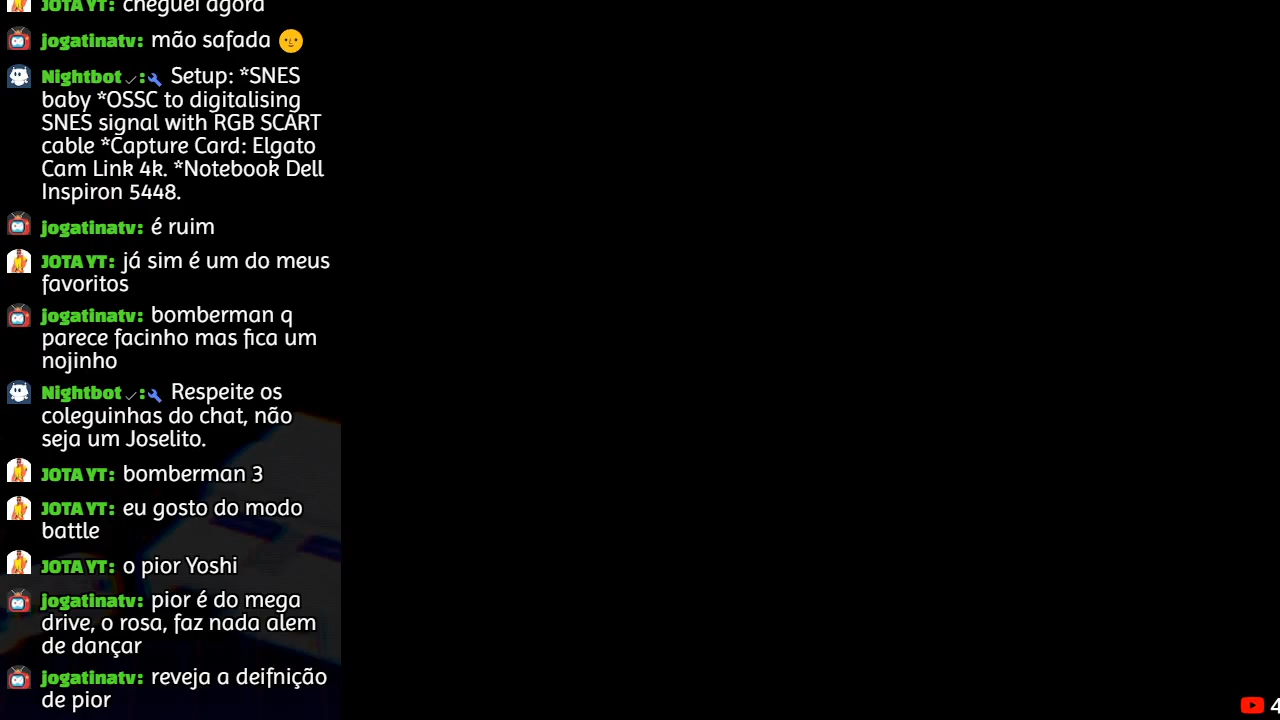 JOTA YT: cheguei agora
jogatinatv: mão safada 🌞
Nightbot ✓:🔧 Setup: *SNES
baby *OSSC to digitalising
SNES signal with RGB SCART
cable *Capture Card: Elgato
Cam Link 4k. *Notebook Dell
Inspiron 5448.
jogatinatv: é ruim
JOTA YT: já sim é um do meus
favoritos
jogatinatv: bomberman q
parece facinho mas fica um
nojinho
Nightbot ✓:🔧 Respeite os
coleguinhas do chat, não
seja um Joselito.
JOTA YT: bomberman 3
JOTA YT: eu gosto do modo
battle
JOTA YT: o pior Yoshi
jogatinatv: pior é do mega
drive, o rosa, faz nada alem
de dançar
jogatinatv: reveja a deifnição
de pior
4